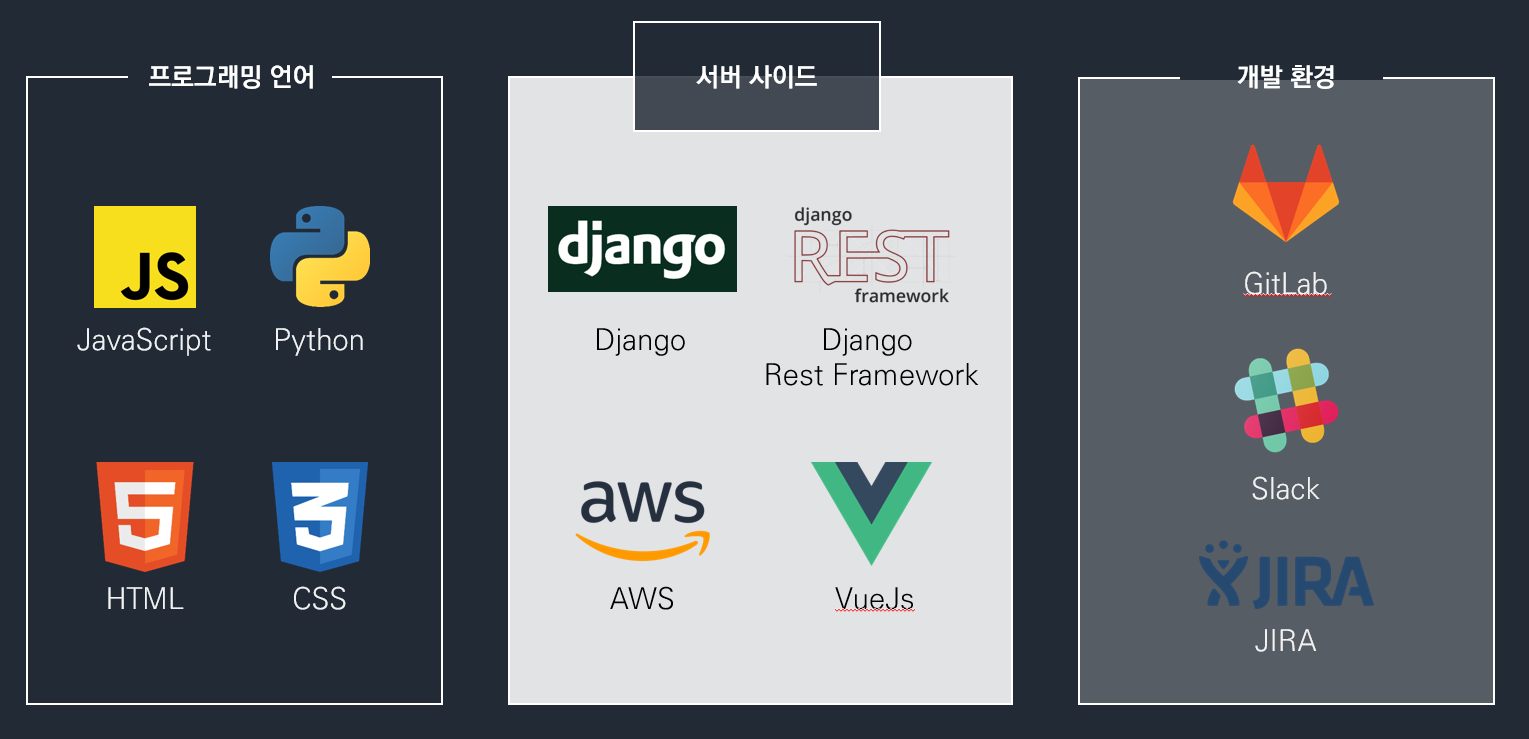 프로그래밍 언어
서버 사이드
개발 환경
JS
JavaScript
Python
5
HTML
3
CSS
django
Django
django
REST
framework
Django
Rest Framework
aws
AWS
VueJs
GitLab
Slack
JIRA
JIRA